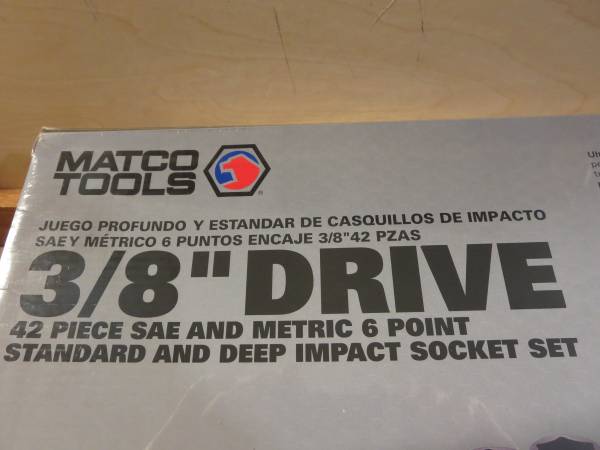 MATCO
TOOLS
JUEGO PROFUNDO Y ESTANDAR DE CASQUILLOS DE IMPACTO
SAE Y MÉTRICO 6 PUNTOS ENCAJE 3/8"42 PZAS
3/8" DRIVE
42 PIECE SAE AND METRIC 6 POINT
STANDARD AND DEEP IMPACT SOCKET SET